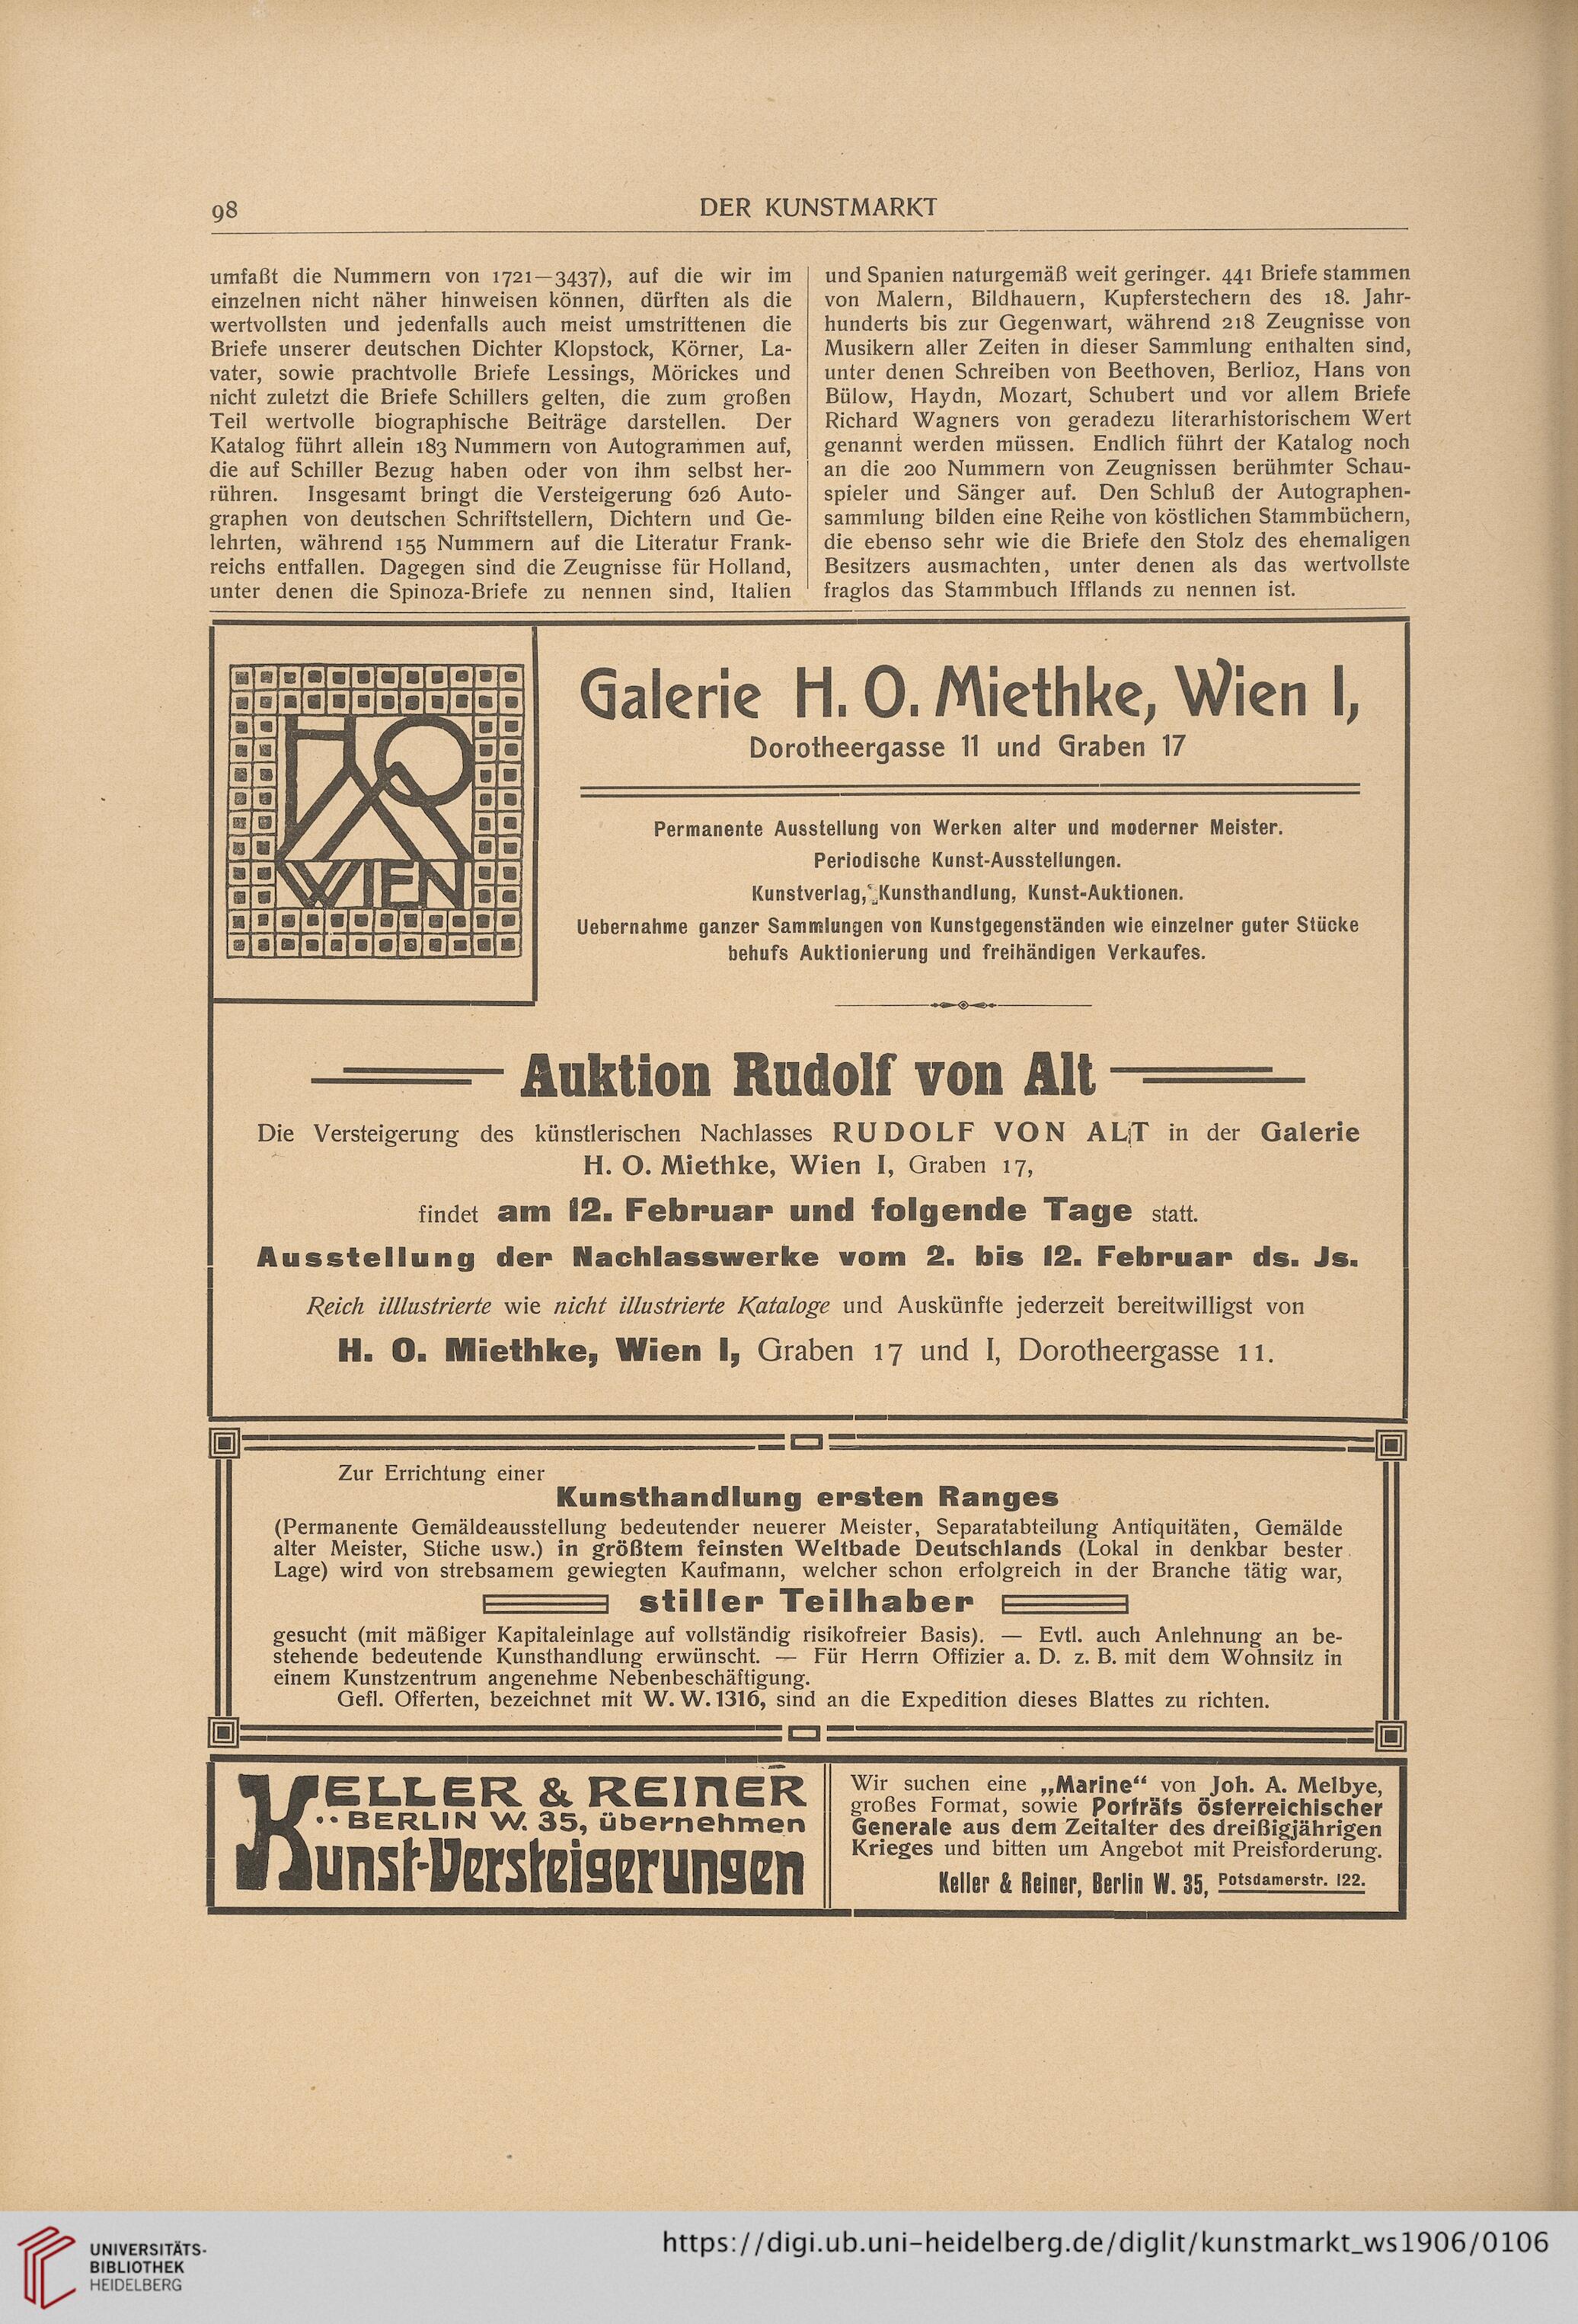 98
DER KUNSTMARKT
umfaßt die Nummern von 1721—3437), auf die wir im
einzelnen nicht näher hinweisen können, dürften als die
wertvollsten und jedenfalls auch meist umstrittenen die
Briefe unserer deutschen Dichter Klopstock, Körner, La-
vater, sowie prachtvolle Briefe Lessings, Mörickes und
nicht zuletzt die Briefe Schillers gelten, die zum großen
Teil wertvolle biographische Beiträge darstellen. Der
Katalog führt allein 183 Nummern von Autogrammen auf,
die auf Schiller Bezug haben oder von ihm selbst her-
rühren. Insgesamt bringt die Versteigerung 626 Auto-
graphen von deutschen Schriftstellern, Dichtern und Ge-
lehrten, während 155 Nummern auf die Literatur Frank-
reichs entfallen. Dagegen sind die Zeugnisse für Holland,
unter denen die Spinoza-Briefe zu nennen sind, Italien
und Spanien naturgemäß weit geringer. 441 Briefe stammen
von Malern, Bildhauern, Kupferstechern des 18. Jahr-
hunderts bis zur Gegenwart, während 218 Zeugnisse von
Musikern aller Zeiten in dieser Sammlung enthalten sind,
unter denen Schreiben von Beethoven, Berlioz, Hans von
Bülow, Haydn, Mozart, Schubert und vor allem Briefe
Richard Wagners von geradezu literarhistorischem Wert
genannt werden müssen. Endlich führt der Katalog noch
an die 200 Nummern von Zeugnissen berühmter Schau-
spieler und Sänger auf. Den Schluß der Autographen-
sammlung bilden eine Reihe von köstlichen Stammbüchern,
die ebenso sehr wie die Briefe den Stolz des ehemaligen
Besitzers ausmachten, unter denen als das wertvollste
fraglos das Stammbuch Ifflands zu nennen ist.
HO
WIEN
Galerie H. O. Miethke, Wien I,
Dorotheergasse 11 und Graben 17
Permanente Ausstellung von Werken alter und moderner Meister.
Periodische Kunst-Ausstellungen.
Kunstverlag, Kunsthandlung, Kunst-Auktionen.
Uebernahme ganzer Sammlungen von Kunstgegenständen wie einzelner guter Stücke
behufs Auktionierung und freihändigen Verkaufes.
Auktion Rudolf von Alt
Die Versteigerung des künstlerischen Nachlasses RUDOLF VON ALT in der Galerie
H. O. Miethke, Wien I, Graben 17,
findet am 12. Februar und folgende Tage statt.
Ausstellung der Nachlasswerke vom 2. bis 12. Februar ds. Js.
Reich illlustrierte wie nicht illustrierte Kataloge und Auskünfte jederzeit bereitwilligst von
H. O. Miethke, Wien I, Graben 17 und I, Dorotheergasse 11.
Zur Errichtung einer
Kunsthandlung ersten Ranges
(Permanente Gemäldeausstellung bedeutender neuerer Meister, Separatabteilung Antiquitäten, Gemälde
alter Meister, Stiche usw.) in größtem feinsten Weltbade Deutschlands (Lokal in denkbar bester
Lage) wird von strebsamem gewiegten Kaufmann, welcher schon erfolgreich in der Branche tätig war,
stiller Teilhaber
gesucht (mit mäßiger Kapitaleinlage auf vollständig risikofreier Basis). — Evtl. auch Anlehnung an be-
stehende bedeutende Kunsthandlung erwünscht. — Für Herrn Offizier a. D. z. B. mit dem Wohnsitz in
einem Kunstzentrum angenehme Nebenbeschäftigung.
Gefl. Offerten, bezeichnet mit W. W. 1316, sind an die Expedition dieses Blattes zu richten.
KELLER & REINER
BERLIN W. 35, übernehmen
Kunst-Versteigerungen
Wir suchen eine „Marine“ von Joh. A. Melbye,
großes Format, sowie Porträts österreichischer
Generale aus dem Zeitalter des dreißigjährigen
Krieges und bitten um Angebot mit Preisforderung.
Keller & Reiner, Berlin W. 35, Potsdamerstr. 122.
UNIVERSITÄTS-
BIBLIOTHEK
HEIDELBERG
https://digi.ub.uni-heidelberg.de/diglit/kunstmarkt_ws1906/0106